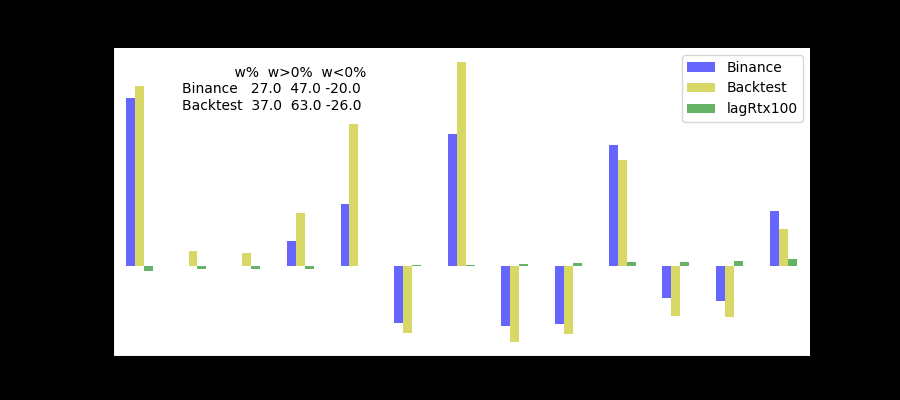 w% w>0% w<0%
Binance 27.0 47.0 -20.0
Backtest 37.0 63.0 -26.0
Binance
Backtest
lagRtx100